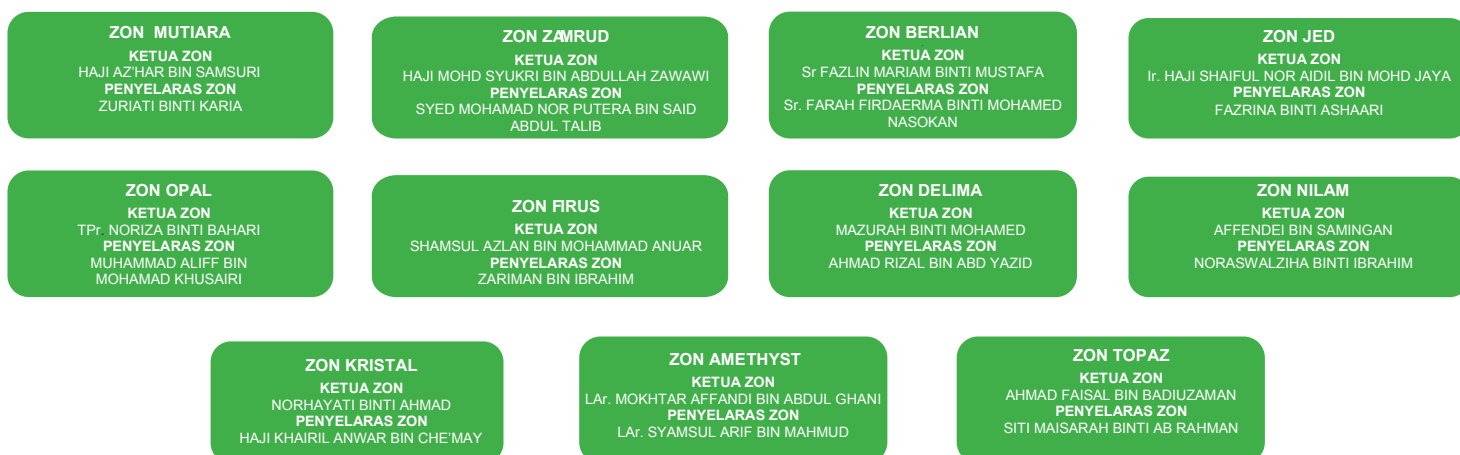 ZON MUTIARA
KETUA ZON
HAJI AZ'HAR BIN SAMSURI
PENYELARAS ZON
ZURIATI BINTI KARIA
ZON ZAMRUD
KETUA ZON
HAJI MOHD SYUKRI BIN ABDULLAH ZAWAWI
PENYELARAS ZON
SYED MOHAMAD NOR PUTERA BIN SAID
ABDUL TALIB
ZON BERLIAN
KETUA ZON
Sr FAZLIN MARIAM BINTI MUSTAFA
PENYELARAS ZON
Sr. FARAH FIRDAERMA BINTI MOHAMED
NASOKAN
ZON JED
KETUA ZON
Ir. HAJI SHAIFUL NOR AIDIL BIN MOHD JAYA
PENYELARAS ZON
FAZRINA BINTI ASHAARI
ZON OPAL
KETUA ZON
TPr. NORIZA BINTI BAHARI
PENYELARAS ZON
MUHAMMAD ALIFF BIN
MOHAMAD KHUSAIRI
ZON FIRUS
KETUA ZON
SHAMSUL AZLAN BIN MOHAMMAD ANUAR
PENYELARAS ZON
ZARIMAN BIN IBRAHIM
ZON DELIMA
KETUA ZON
MAZURAH BINTI MOHAMED
PENYELARAS ZON
AHMAD RIZAL BIN ABD YAZID
ZON NILAM
KETUA ZON
AFFENDEI BIN SAMINGAN
PENYELARAS ZON
NORASWALZIHA BINTI IBRAHIM
ZON KRISTAL
KETUA ZON
NORHAYATI BINTI AHMAD
PENYELARAS ZON
HAJI KHAIRIL ANWAR BIN CHE'MAY
ZON AMETHYST
KETUA ZON
LAr. MOKHTAR AFFANDI BIN ABDUL GHANI
PENYELARAS ZON
LAr. SYAMSUL ARIF BIN MAHMUD
ZON TOPAZ
KETUA ZON
AHMAD FAISAL BIN BADIUZAMAN
PENYELARAS ZON
SITI MAISARAH BINTI AB RAHMAN